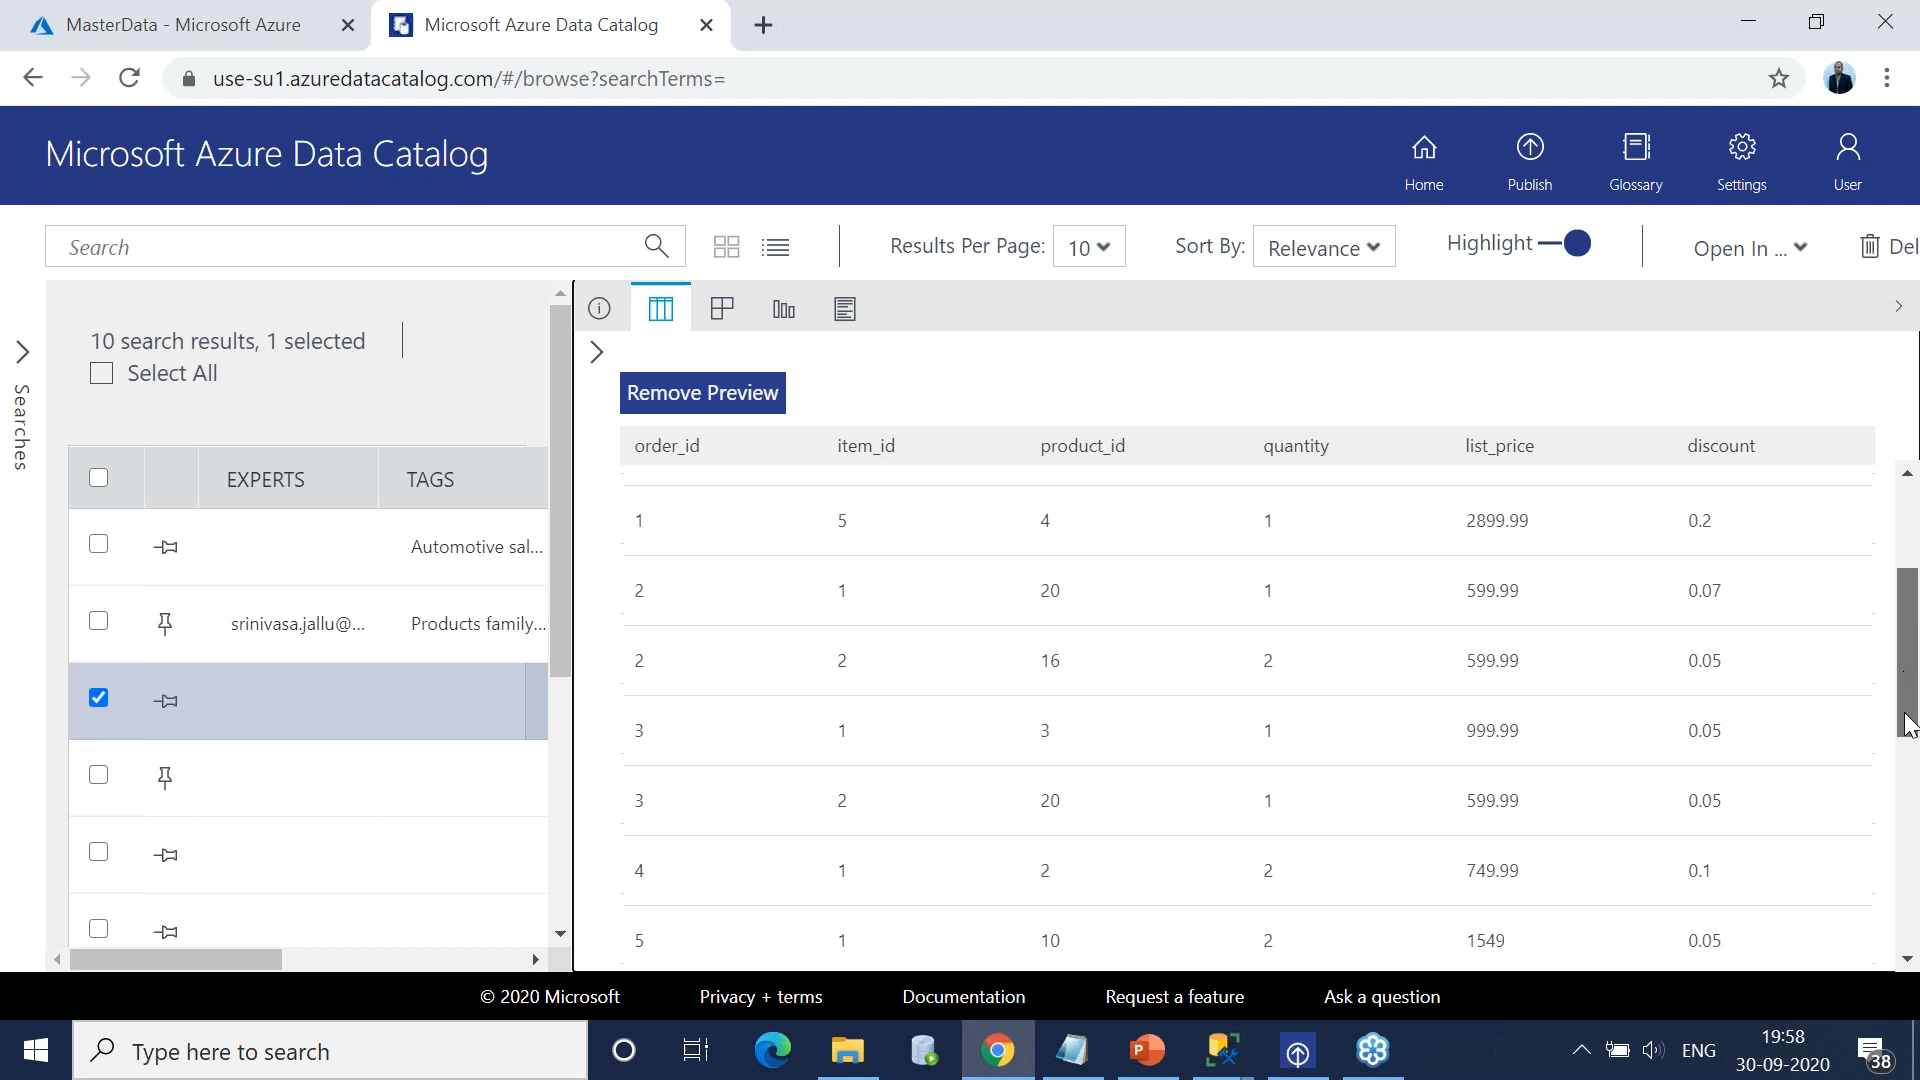 MasterData - Microsoft Azure
Microsoft Azure Data Catalog
use-su1.azuredatacatalog.com/#/browse?searchTerms=
Microsoft Azure Data Catalog
Home
Publish
Glossary
Settings
User
Search
Results Per Page:
10
Sort By:
Relevance
Highlight
Open In ...
Del
Searches
10 search results, 1 selected
Select All
EXPERTS TAGS
Automotive sal...
srinivasa.jallu@... Products family,...
Remove Preview
order_id item_id product_id quantity list_price discount
1 5 4 1 2899.99 0.2
2 1 20 1 599.99 0.07
2 2 16 2 599.99 0.05
3 1 3 1 999.99 0.05
3 2 20 1 599.99 0.05
4 1 2 2 749.99 0.1
5 1 10 2 1549 0.05
© 2020 Microsoft
Privacy + terms
Documentation
Request a feature
Ask a question
Type here to search
ENG
19:58
30-09-2020
38